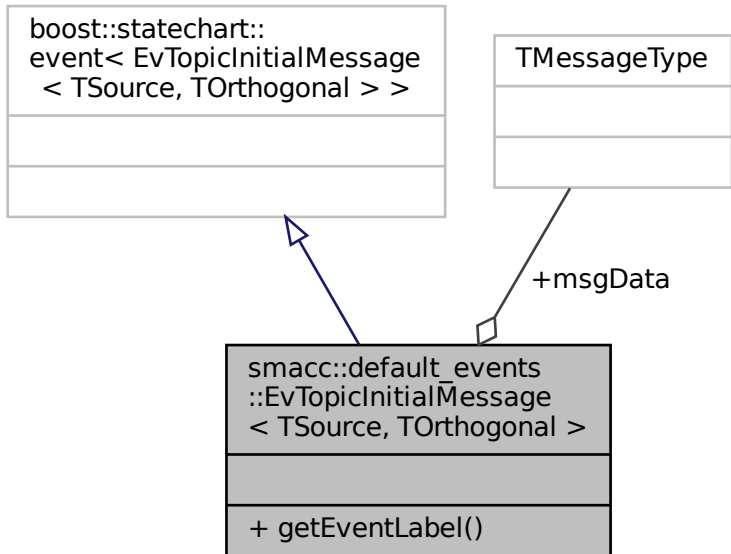 boost::statechart::
event< EvTopicInitialMessage
< TSource, TOrthogonal > >
TMessageType
+msgData
smacc::default_events
::EvTopicInitialMessage
< TSource, TOrthogonal >
+ getEventLabel()